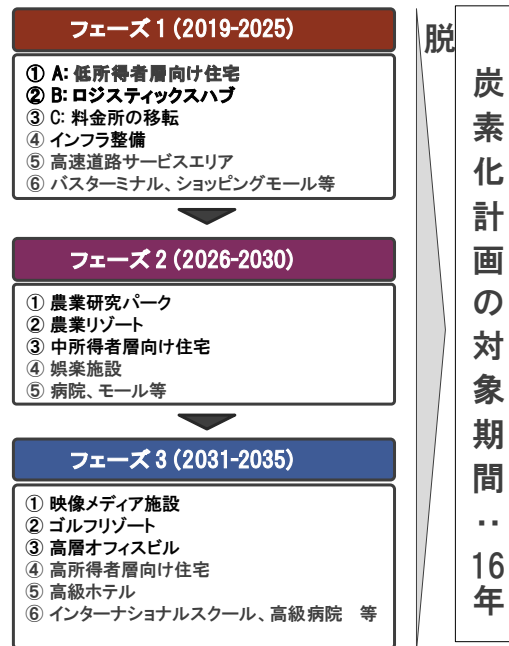 フェーズ 1 (2019-2025)
① A: 低所得者層向け住宅
② B: ロジスティックスハブ
③ C: 料金所の移転
④ インフラ整備
⑤ 高速道路サービスエリア
⑥ バスターミナル、ショッピングモール等
フェーズ 2 (2026-2030)
① 農業研究パーク
② 農業リゾート
③ 中所得者層向け住宅
④ 娯楽施設
⑤ 病院、モール等
フェーズ 3 (2031-2035)
① 映像メディア施設
② ゴルフリゾート
③ 高層オフィスビル
④ 高所得者層向け住宅
⑤ 高級ホテル
⑥ インターナショナルスクール、高級病院 等
脱炭素化計画の対象期間：16年